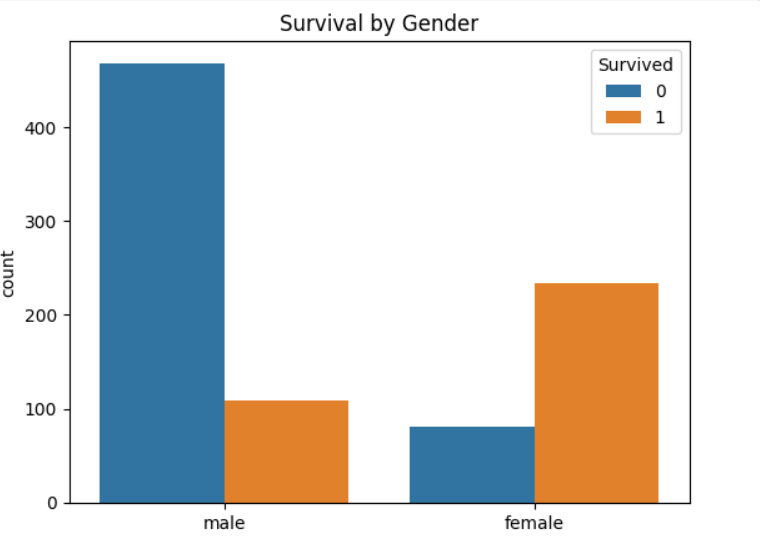 Survival by Gender
Survived
0
1
400
300
200
100
0
count
male
female